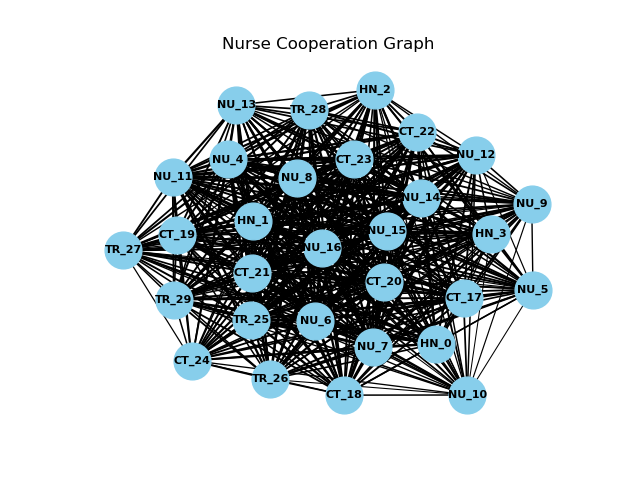 Nurse Cooperation Graph
HN_2
NU_13
TR_28
CT_22
NU_12
NU_4
CT_23
NU_11
NU_8
NU_14
NU_9
HN_1
CT_19
NU_15
HN_3
TR_27
NU_16
CT_21
CT_20
NU_5
TR_29
CT_17
TR_25
NU_6
NU_7
HN_0
CT_24
TR_26
CT_18
NU_10